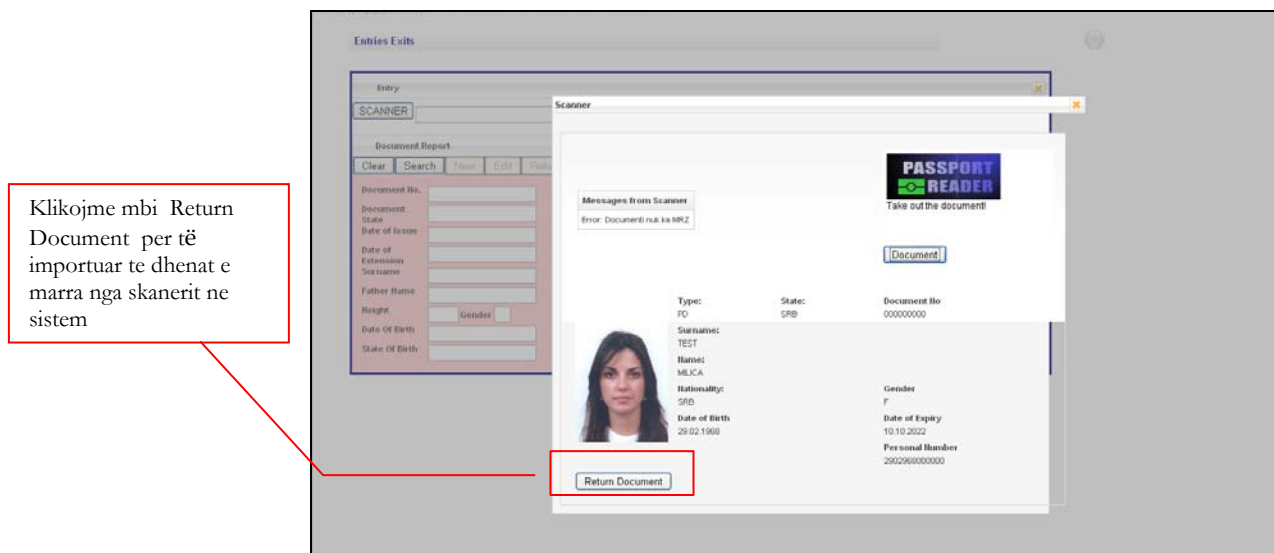 Entries Exits
Entry
SCANNER
Document Report
Clear Search New Edit
Document No.
Document State
Date of Issue
Date of Extension
Surname
Father Name
Height Gender
Date Of Birth
State Of Birth
Scanner
PASSPORT
READER
Take out the document!
Messages from Scanner
Error: Documenti nuk ka MRZ
Document
Type: State: Document No
PD SRB 000000000
Surname:
TEST
Name:
MILICA
Nationality: Gender
SRB F
Date of Birth Date of Expiry
29.02.1968 10.10.2022
Personal Number
2902968000000
Return Document
Klikojme mbi Return
Document per të
importuar te dhenat e
marra nga skanerit ne
sistem